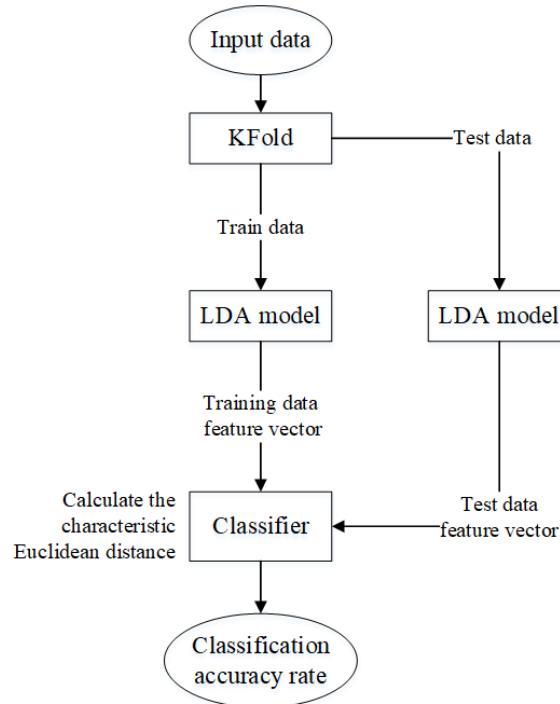 Input data
KFold
Test data
Train data
LDA model
LDA model
Training data
feature vector
Calculate the
characteristic
Euclidean distance
Classifier
Test data
feature vector
Classification
accuracy rate